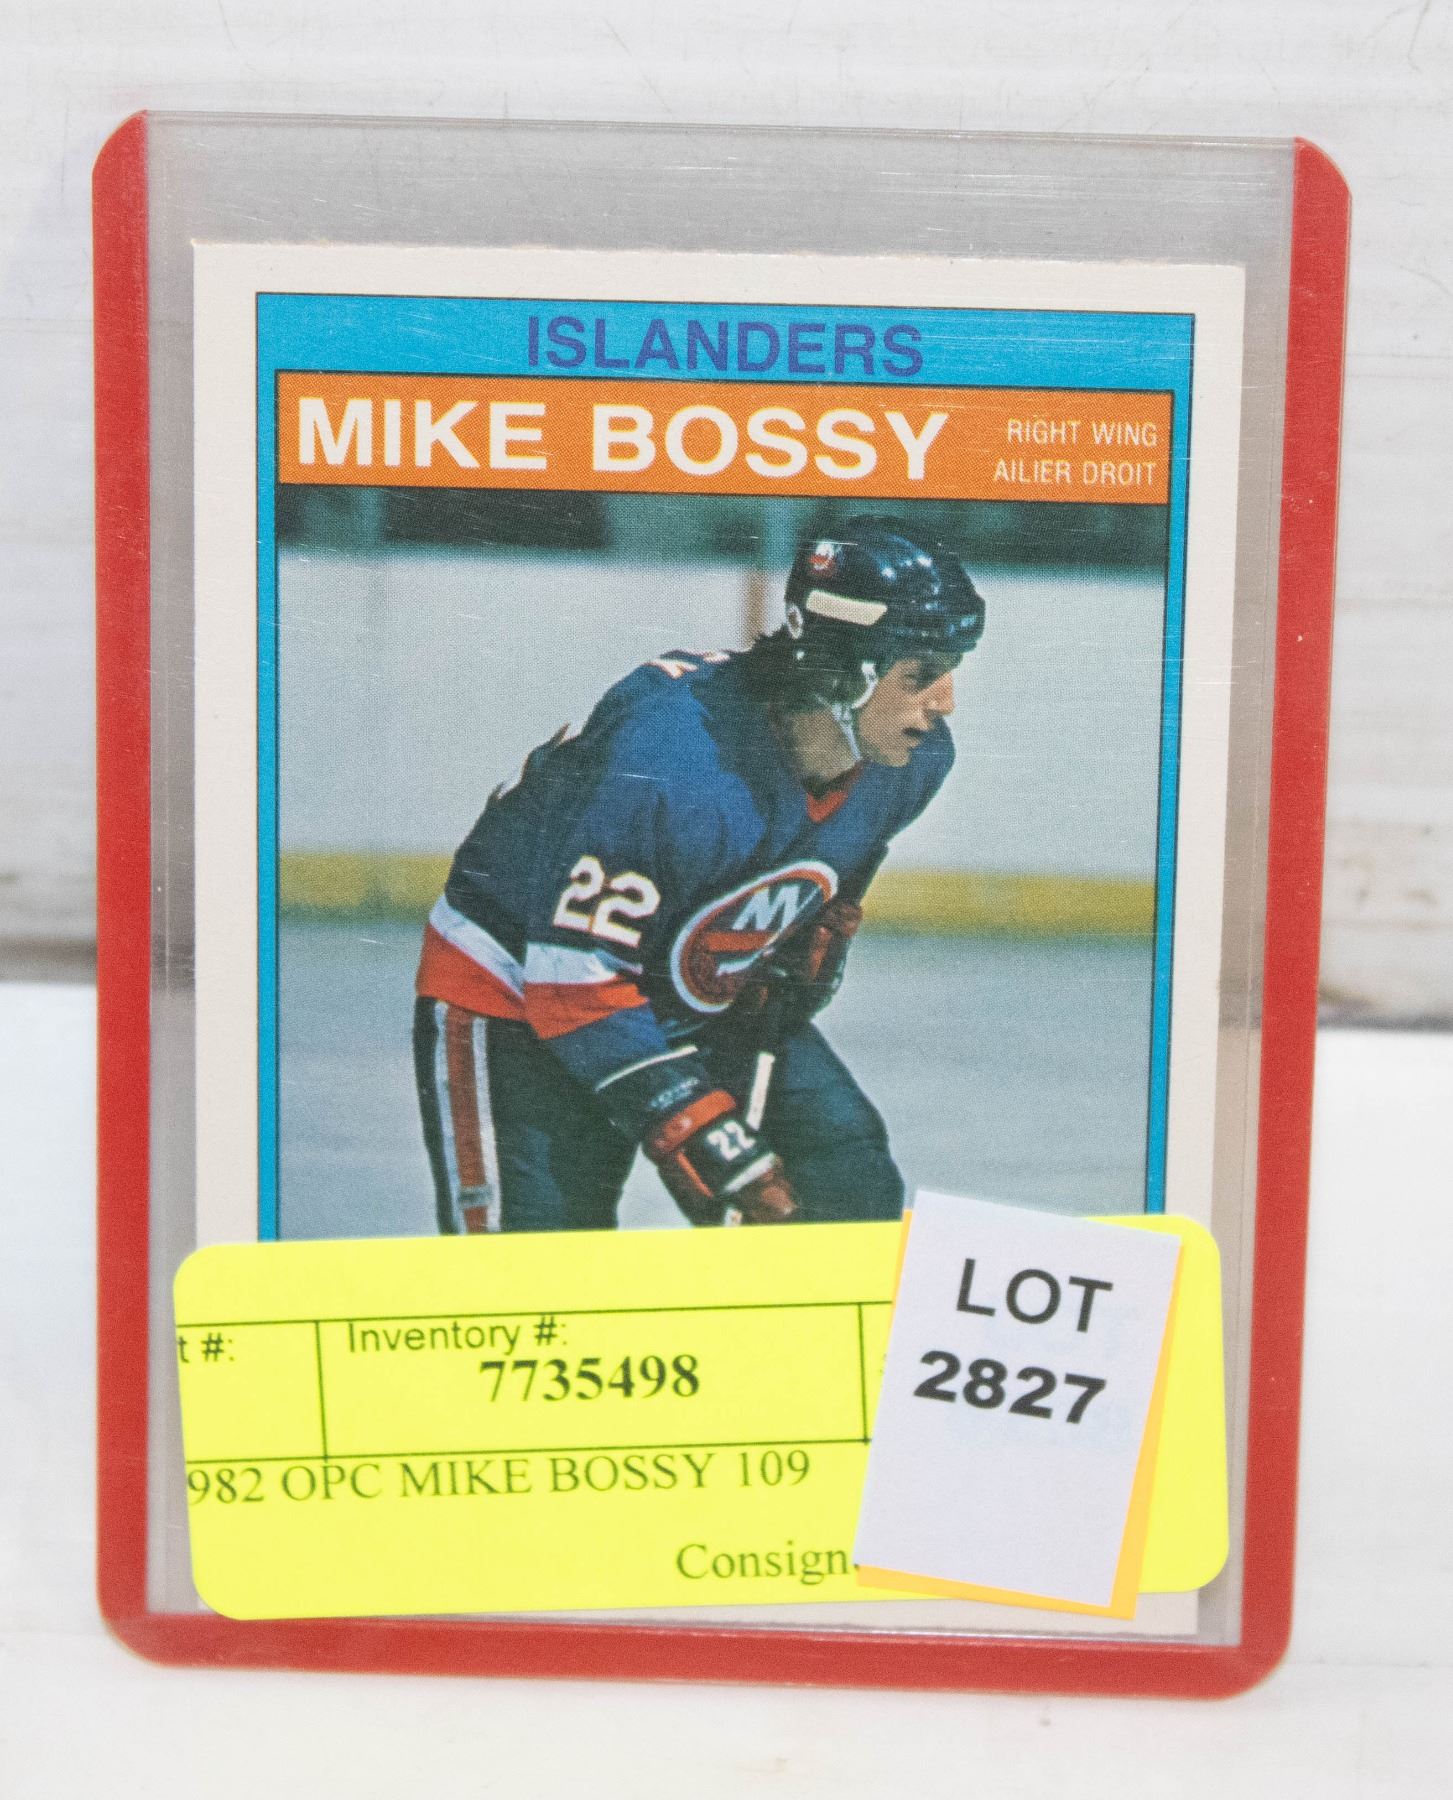 ISLANDERS
MIKE BOSSY
RIGHT WING
AILIER DROIT
22
22
LOT
2827
t #:
Inventory #:
7735498
982 OPC MIKE BOSSY 109
Consign